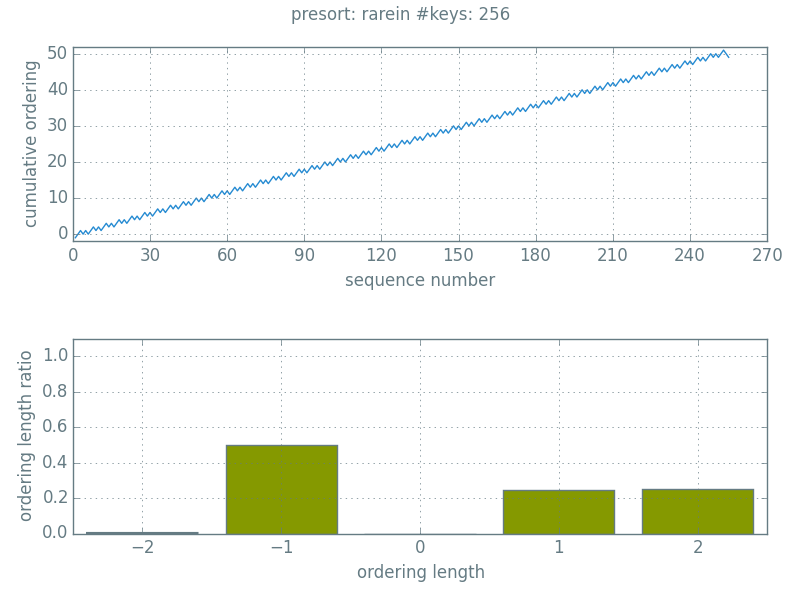 presort: rarein #keys: 256
cumulative ordering
50
40
30
20
10
0
0 30 60 90 120 150 180 210 240 270
sequence number
ordering length ratio
1.0
0.8
0.6
0.4
0.2
0.0
−2 −1 0 1 2
ordering length